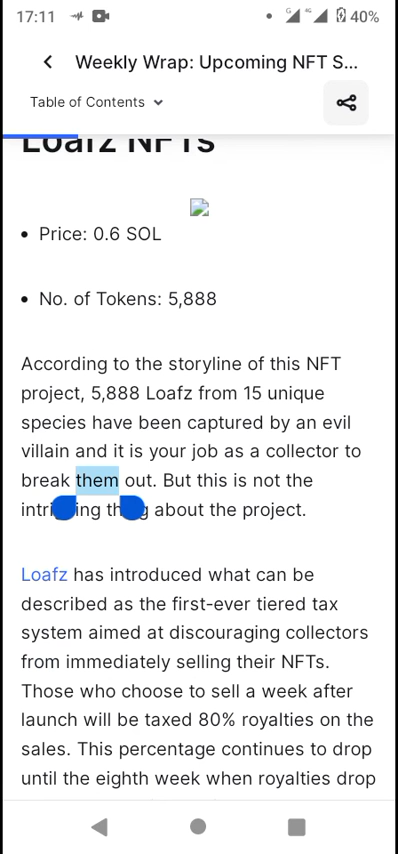 17:11
G 4G 40%
Weekly Wrap: Upcoming NFT S...
Table of Contents
Loafz NFTs
• Price: 0.6 SOL
• No. of Tokens: 5,888
According to the storyline of this NFT
project, 5,888 Loafz from 15 unique
species have been captured by an evil
villain and it is your job as a collector to
break them out. But this is not the
about the project.
Loafz has introduced what can be
described as the first-ever tiered tax
system aimed at discouraging collectors
from immediately selling their NFTs.
Those who choose to sell a week after
launch will be taxed 80% royalties on the
sales. This percentage continues to drop
until the eighth week when royalties drop